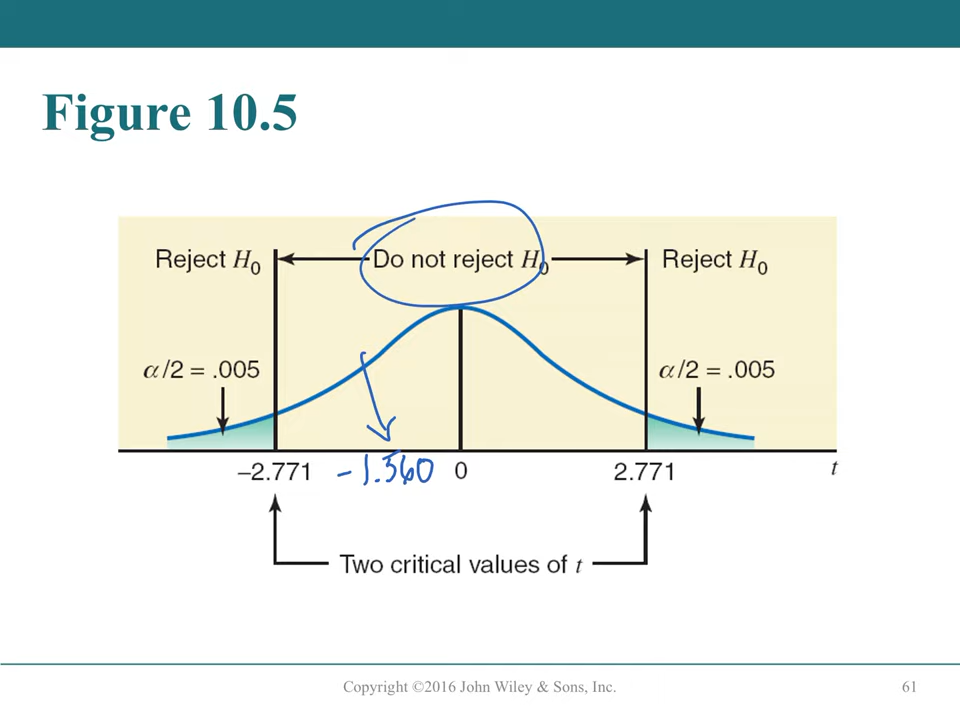 Figure 10.5
Reject H₀ Do not reject H₀ Reject H₀
α/2 = .005 α/2 = .005
–2.771 -1.560 0 2.771 t
Two critical values of t
Copyright ©2016 John Wiley & Sons, Inc. 61